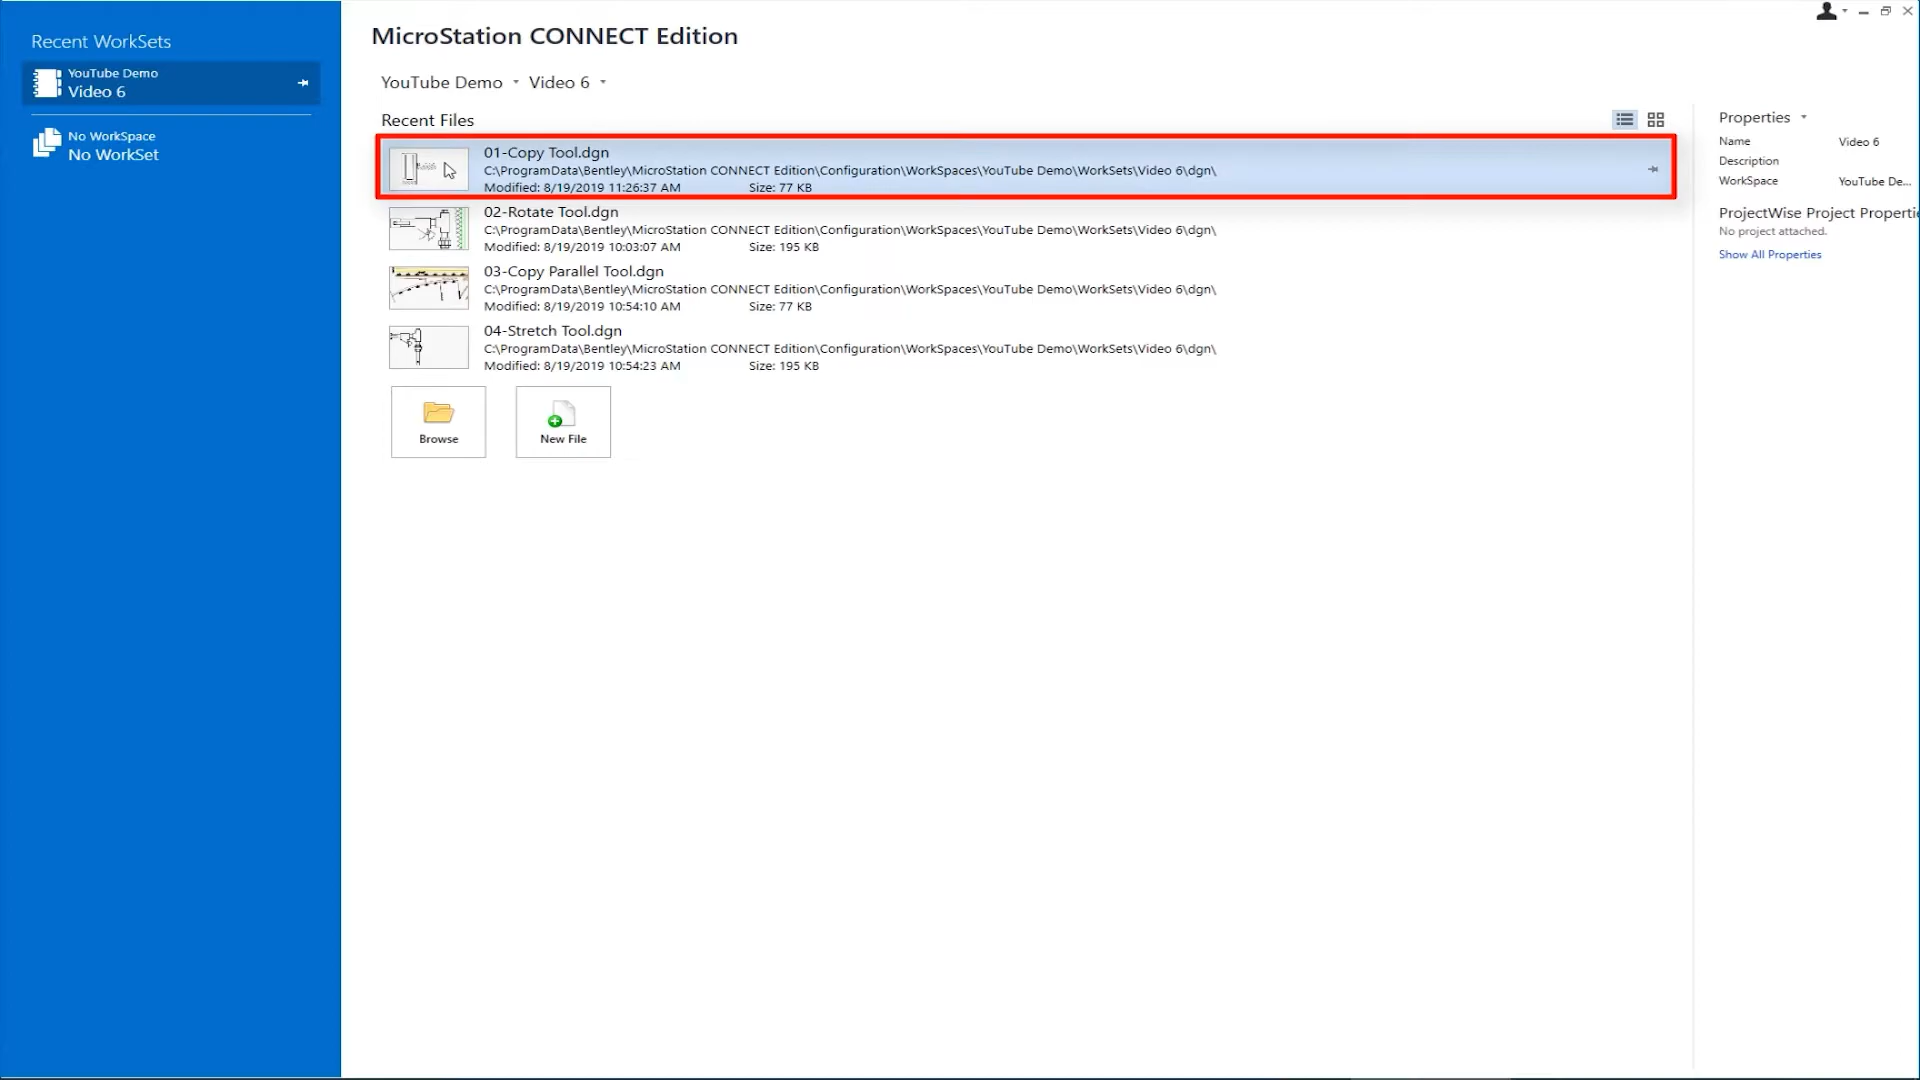 Recent WorkSets
YouTube Demo
Video 6
No WorkSpace
No WorkSet
MicroStation CONNECT Edition
YouTube Demo Video 6
Recent Files
01-Copy Tool.dgn
C:\ProgramData\Bentley\MicroStation CONNECT Edition\Configuration\WorkSpaces\YouTube Demo\WorkSets\Video 6\dgn\
Modified: 8/19/2019 11:26:37 AM Size: 77 KB
02-Rotate Tool.dgn
C:\ProgramData\Bentley\MicroStation CONNECT Edition\Configuration\WorkSpaces\YouTube Demo\WorkSets\Video 6\dgn\
Modified: 8/19/2019 10:03:07 AM Size: 195 KB
03-Copy Parallel Tool.dgn
C:\ProgramData\Bentley\MicroStation CONNECT Edition\Configuration\WorkSpaces\YouTube Demo\WorkSets\Video 6\dgn\
Modified: 8/19/2019 10:54:10 AM Size: 77 KB
04-Stretch Tool.dgn
C:\ProgramData\Bentley\MicroStation CONNECT Edition\Configuration\WorkSpaces\YouTube Demo\WorkSets\Video 6\dgn\
Modified: 8/19/2019 10:54:23 AM Size: 195 KB
Browse
New File
Properties
Name Video 6
Description
WorkSpace YouTube De...
ProjectWise Project Properti
No project attached.
Show All Properties